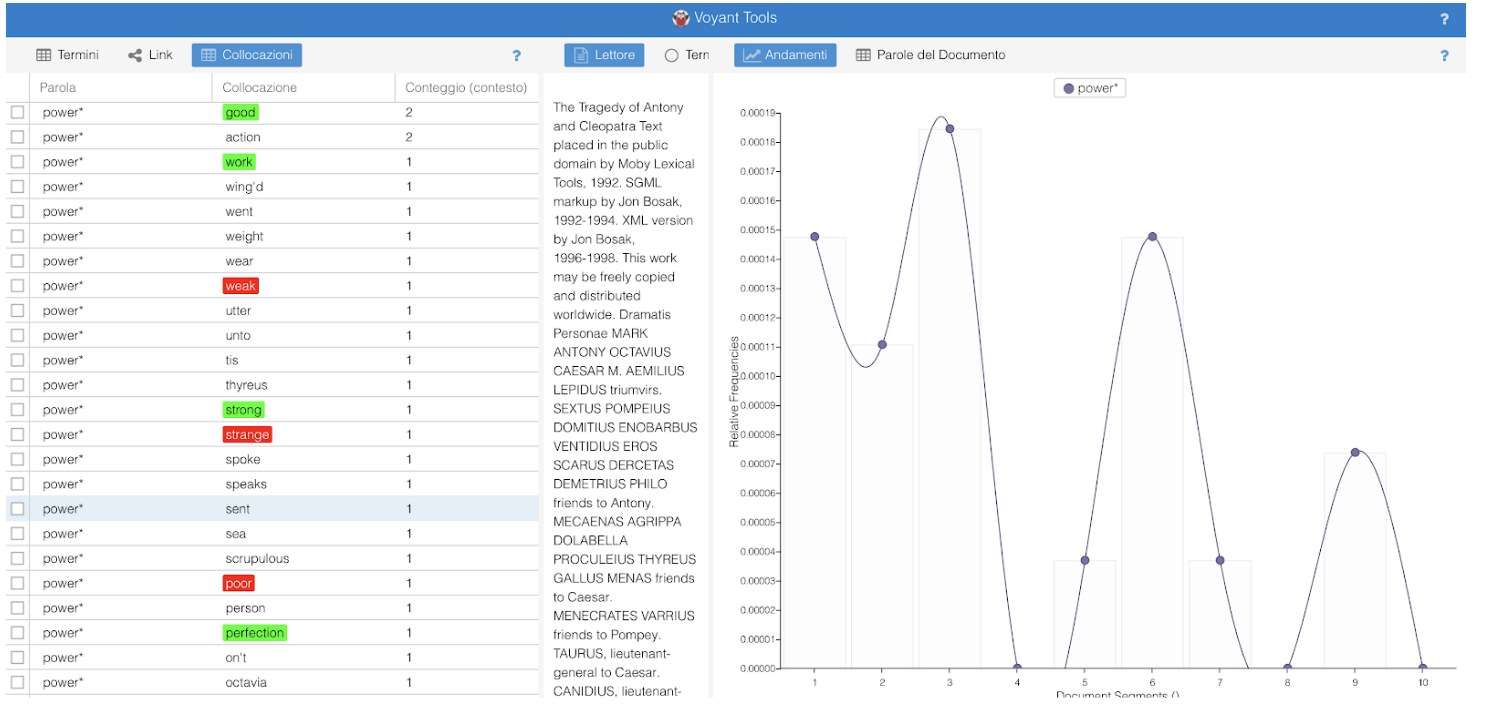 Voyant Tools
?
Termini Link Collocazioni ?
Parola Collocazione Conteggio (contesto)
power* good 2
power* action 2
power* work 1
power* wing'd 1
power* went 1
power* weight 1
power* wear 1
power* weak 1
power* utter 1
power* unto 1
power* tis 1
power* thyreus 1
power* strong 1
power* strange 1
power* spoke 1
power* speaks 1
power* sent 1
power* sea 1
power* scrupulous 1
power* poor 1
power* person 1
power* perfection 1
power* on't 1
power* octavia 1
Lettore Tern
The Tragedy of Antony
and Cleopatra Text
placed in the public
domain by Moby Lexical
Tools, 1992. SGML
markup by Jon Bosak,
1992-1994. XML version
by Jon Bosak,
1996-1998. This work
may be freely copied
and distributed
worldwide. Dramatis
Personae MARK
ANTONY OCTAVIUS
CAESAR M. AEMILIUS
LEPIDUS triumvirs.
SEXTUS POMPEIUS
DOMITIUS ENOBARBUS
VENTIDIUS EROS
SCARUS DERCETAS
DEMETRIUS PHILO
friends to Antony.
MECAENAS AGRIPPA
DOLABELLA
PROCULEIUS THYREUS
GALLUS MENAS friends
to Caesar.
MENECRATES VARRIUS
friends to Pompey.
TAURUS, lieutenant-
general to Caesar.
CANIDIUS, lieutenant-
Andamenti Parole del Documento ?
power*
0.00019
0.00018
0.00017
0.00016
0.00015
0.00014
0.00013
0.00012
0.00011
0.00010
0.00009
0.00008
0.00007
0.00006
0.00005
0.00004
0.00003
0.00002
0.00001
0.00000
Relative Frequencies
1 2 3 4 5 6 7 8 9 10
Document Segments ()